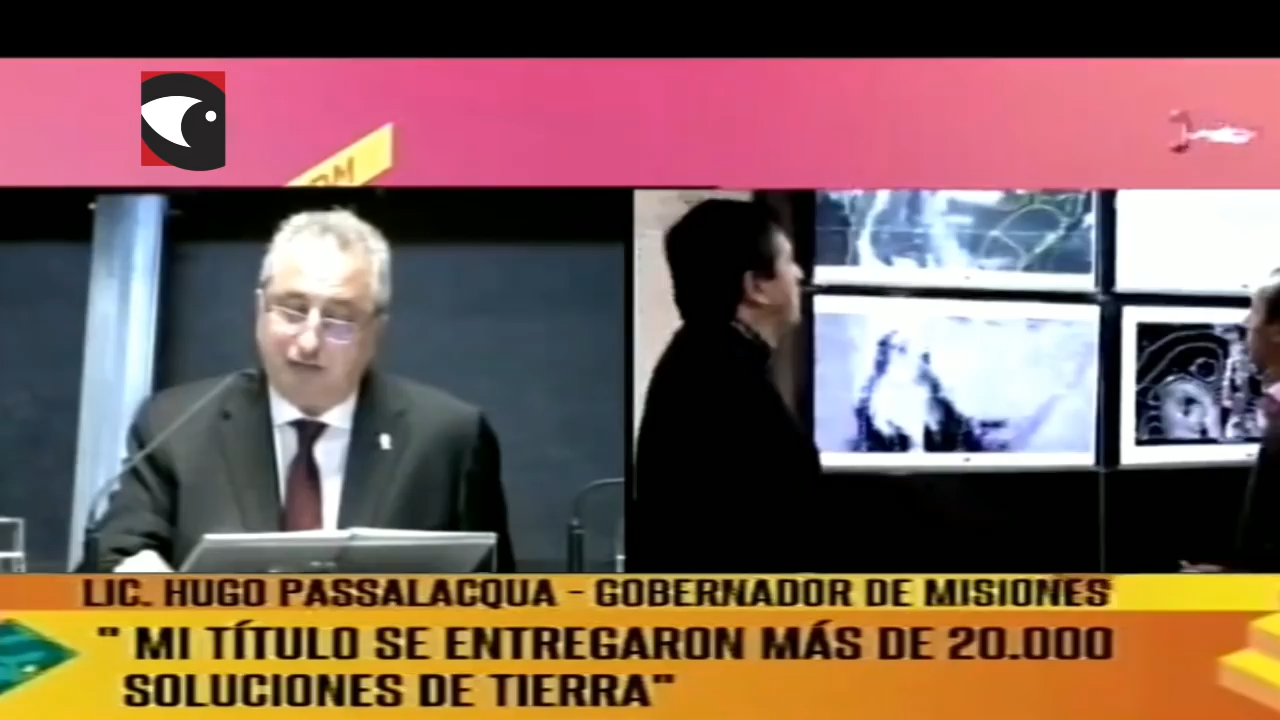 LIC. HUGO PASSALACQUA - GOBERNADOR DE MISIONES
" MI TÍTULO SE ENTREGARON MÁS DE 20.000
SOLUCIONES DE TIERRA"